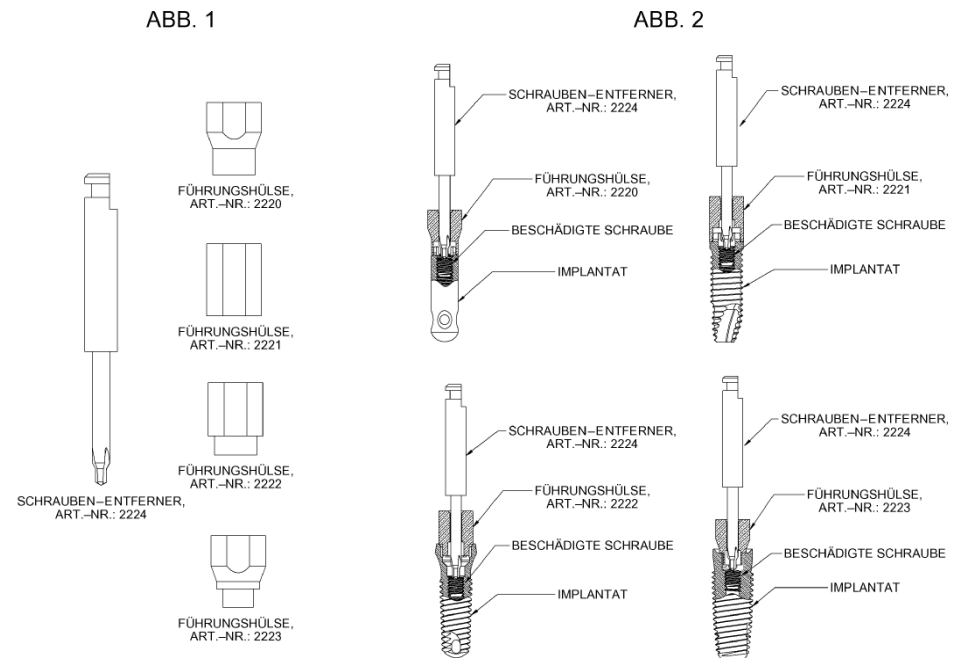 ABB. 1
FÜHRUNGSHÜLSE,
ART.–NR.: 2220
FÜHRUNGSHÜLSE,
ART.–NR.: 2221
FÜHRUNGSHÜLSE,
ART.–NR.: 2222
SCHRAUBEN–ENTFERNER,
ART.–NR.: 2224
FÜHRUNGSHÜLSE,
ART.–NR.: 2223
ABB. 2
SCHRAUBEN–ENTFERNER,
ART.–NR.: 2224
FÜHRUNGSHÜLSE,
ART.–NR.: 2220
BESCHÄDIGTE SCHRAUBE
IMPLANTAT
SCHRAUBEN–ENTFERNER,
ART.–NR.: 2224
FÜHRUNGSHÜLSE,
ART.–NR.: 2221
BESCHÄDIGTE SCHRAUBE
IMPLANTAT
SCHRAUBEN–ENTFERNER,
ART.–NR.: 2224
FÜHRUNGSHÜLSE,
ART.–NR.: 2222
BESCHÄDIGTE SCHRAUBE
IMPLANTAT
SCHRAUBEN–ENTFERNER,
ART.–NR.: 2224
FÜHRUNGSHÜLSE,
ART.–NR.: 2223
BESCHÄDIGTE SCHRAUBE
IMPLANTAT